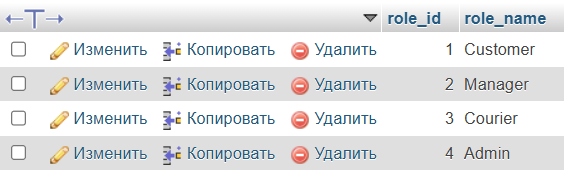 role_id role_name
Изменить Копировать Удалить 1 Customer
Изменить Копировать Удалить 2 Manager
Изменить Копировать Удалить 3 Courier
Изменить Копировать Удалить 4 Admin